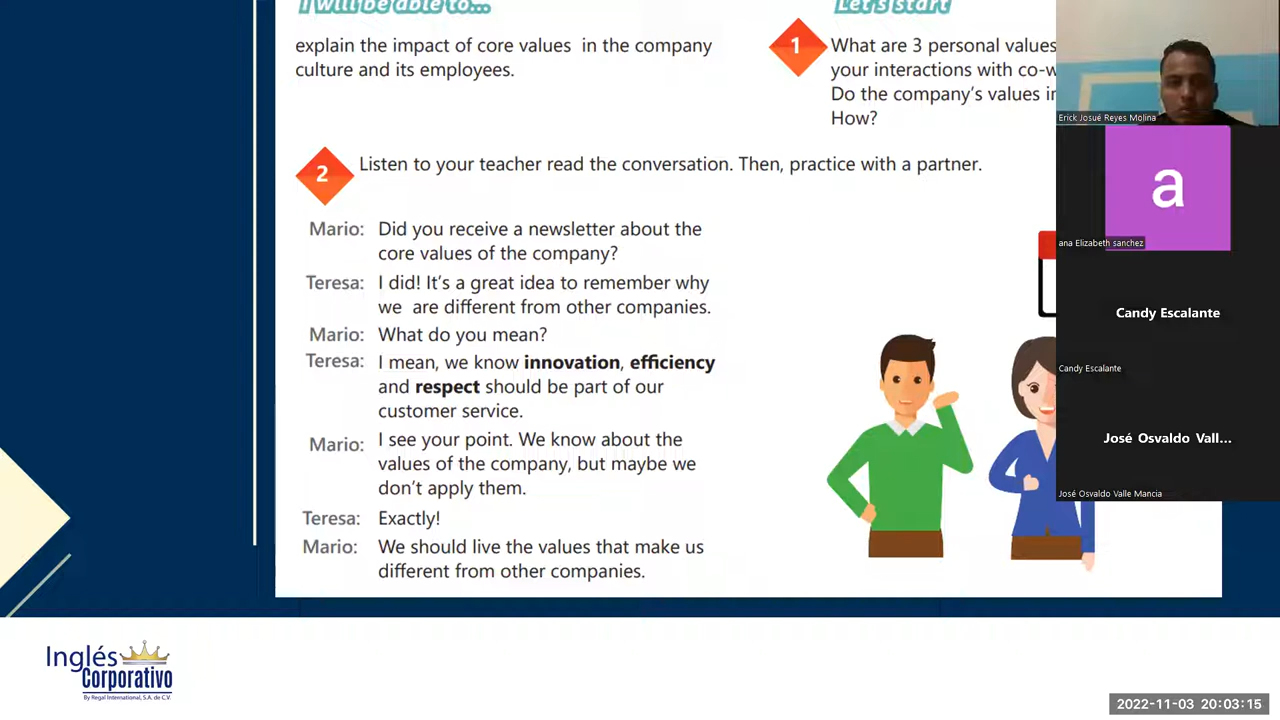 I will be able to...
explain the impact of core values in the company
culture and its employees.
Let's start
1
What are 3 personal values
your interactions with co-w
Do the company's values in
How?
2
Listen to your teacher read the conversation. Then, practice with a partner.
Mario: Did you receive a newsletter about the
core values of the company?
Teresa: I did! It's a great idea to remember why
we are different from other companies.
Mario: What do you mean?
Teresa: I mean, we know innovation, efficiency
and respect should be part of our
customer service.
Mario: I see your point. We know about the
values of the company, but maybe we
don't apply them.
Teresa: Exactly!
Mario: We should live the values that make us
different from other companies.
Erick Josué Reyes Molina
a
ana Elizabeth sanchez
Candy Escalante
Candy Escalante
José Osvaldo Vall...
José Osvaldo Valle Mancia
Inglés
Corporativo
By Regal International, S.A. de C.V.
2022-11-03 20:03:15